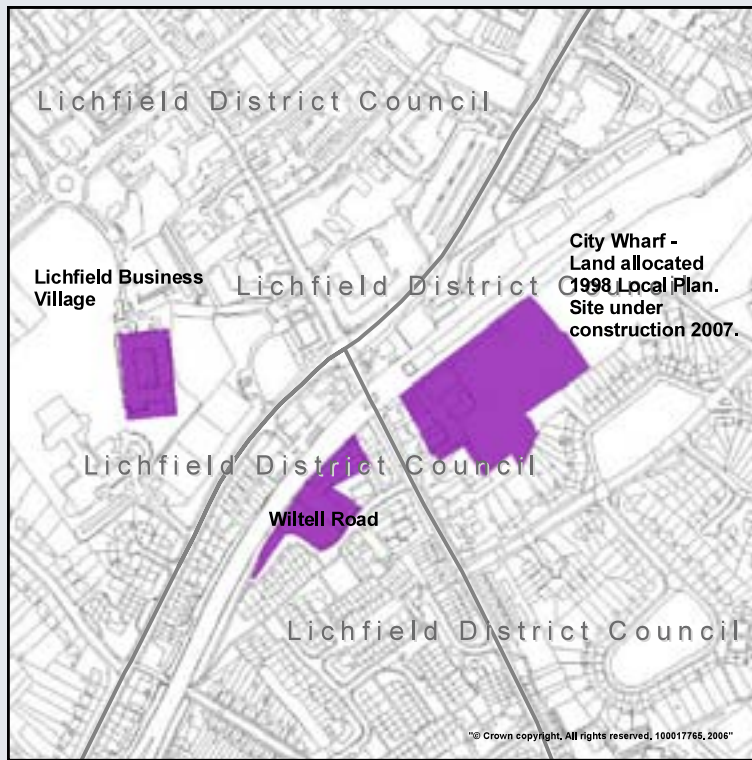 Lichfield District Council
City Wharf -
Land allocated
1998 Local Plan.
Site under
construction 2007.
Lichfield Business
Village
Lichfield District Council
Lichfield District Council
Wiltell Road
Lichfield District Council
"© Crown copyright, All rights reserved, 100017765, 2006"